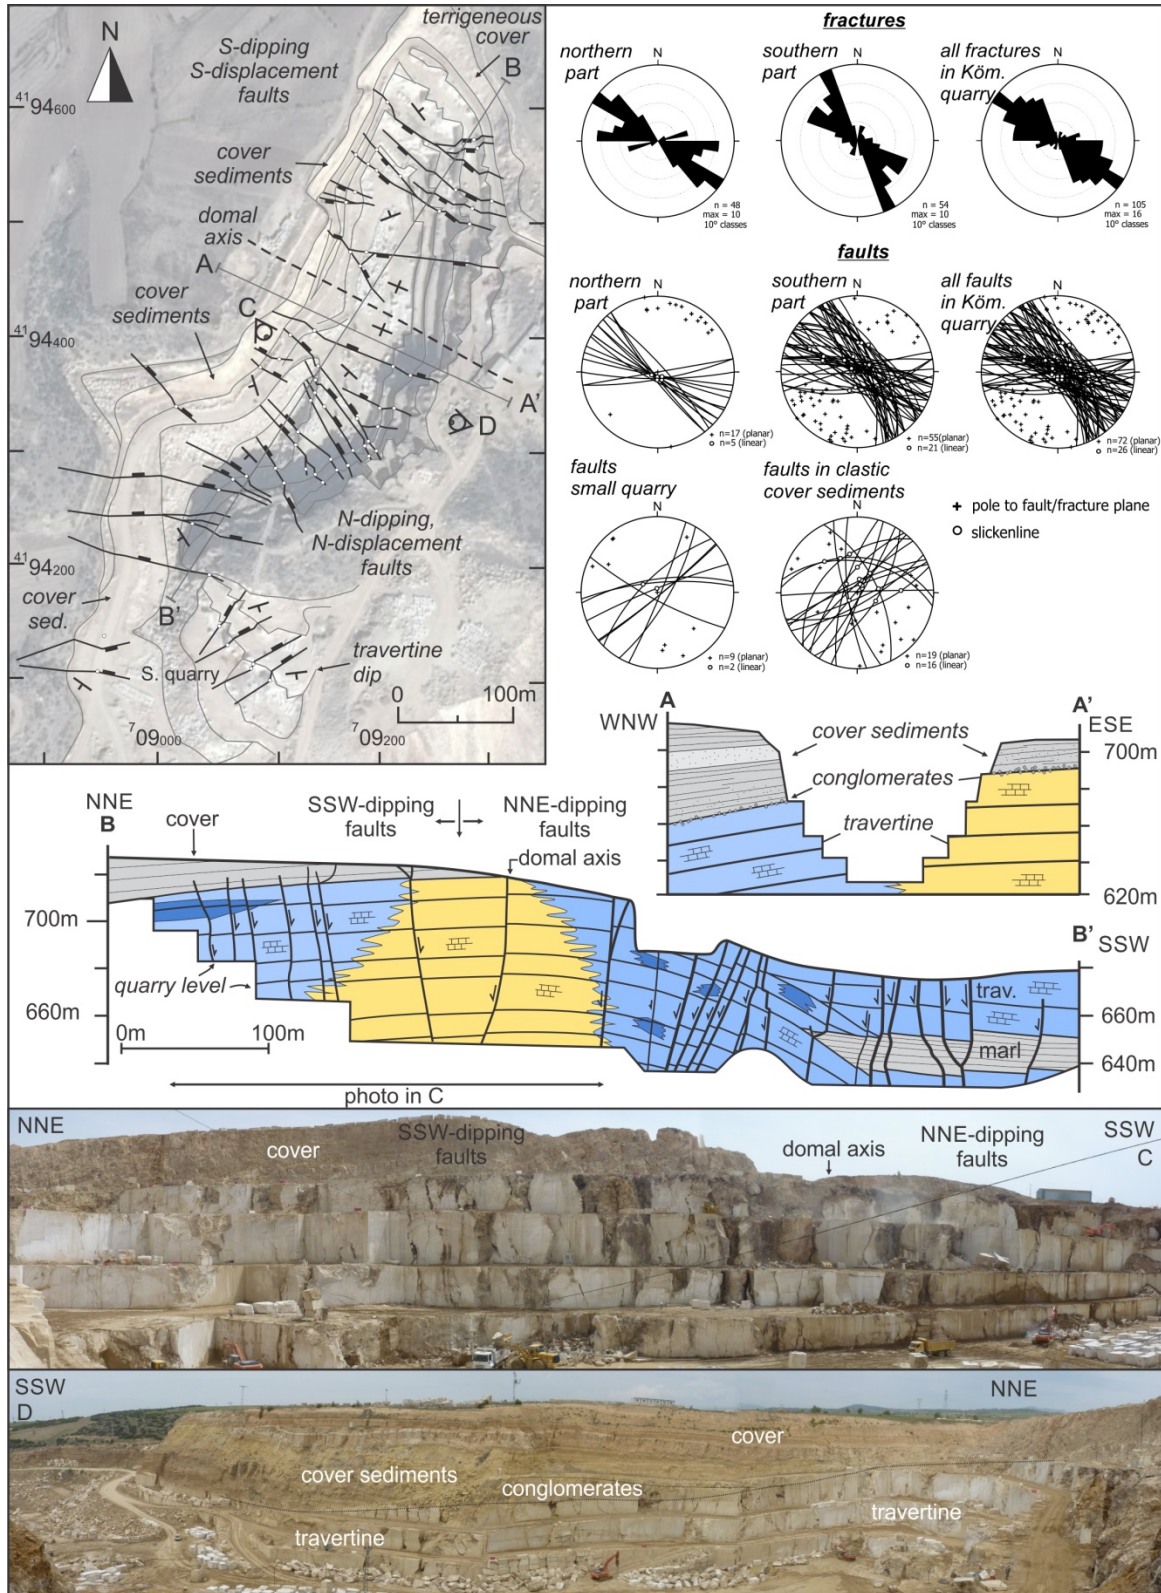 N
S-dipping
S-displacement
faults
terrigeneous
cover
B
41
94600
cover
sediments
domal
axis
A
cover
sediments
C
41
94400
A'
D
N-dipping,
N-displacement
faults
41
94200
cover
sed.
B'
S. quarry
travertine
dip
0 100m
7
09000
7
09200
fractures
northern
part
N
n = 48
max = 10
10° classes
southern
part
N
n = 54
max = 10
10° classes
all fractures
in Köm.
quarry
N
n = 105
max = 16
10° classes
faults
northern
part
N
n=17 (planar)
n=5 (linear)
southern
part
N
n=55(planar)
n=21 (linear)
all faults
in Köm.
quarry
N
n=72 (planar)
n=26 (linear)
faults
small quarry
N
n=9 (planar)
n=2 (linear)
faults in clastic
cover sediments
N
n=19 (planar)
n=16 (linear)
+ pole to fault/fracture plane
o slickenline
A
WNW
A'
ESE
cover sediments
700m
conglomerates
travertine
620m
NNE
B
cover
SSW-dipping
faults
NNE-dipping
faults
domal axis
700m
quarry level
660m
0m 100m
photo in C
B'
SSW
trav.
660m
marl
640m
NNE
cover
SSW-dipping
faults
domal axis
NNE-dipping
faults
SSW
C
SSW
D
NNE
cover
cover sediments
conglomerates
travertine
travertine